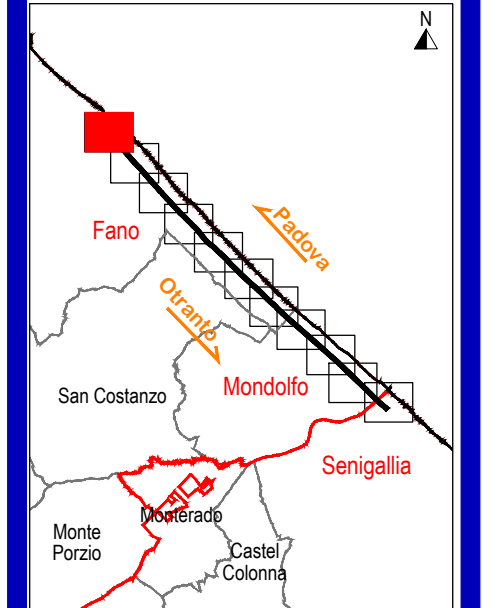 N
Padova
Fano
Otranto
San Costanzo
Mondolfo
Senigallia
Monterado
Monte
Porzio
Castel
Colonna